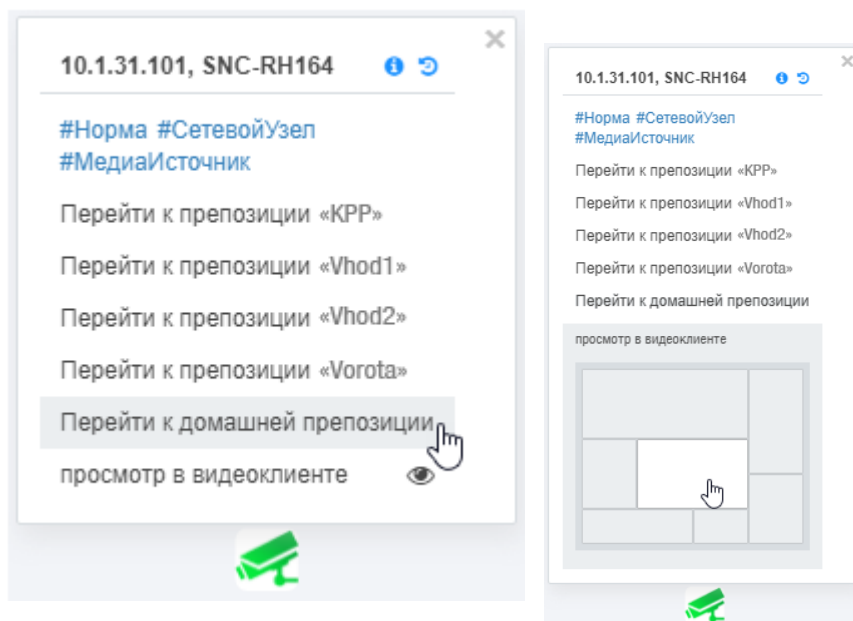 10.1.31.101, SNC-RH164
#Норма #СетевойУзел
#МедиаИсточник
Перейти к препозиции «KPP»
Перейти к препозиции «Vhod1»
Перейти к препозиции «Vhod2»
Перейти к препозиции «Vorota»
Перейти к домашней препозиции
просмотр в видеоклиенте
10.1.31.101, SNC-RH164
#Норма #СетевойУзел
#МедиаИсточник
Перейти к препозиции «KPP»
Перейти к препозиции «Vhod1»
Перейти к препозиции «Vhod2»
Перейти к препозиции «Vorota»
Перейти к домашней препозиции
просмотр в видеоклиенте